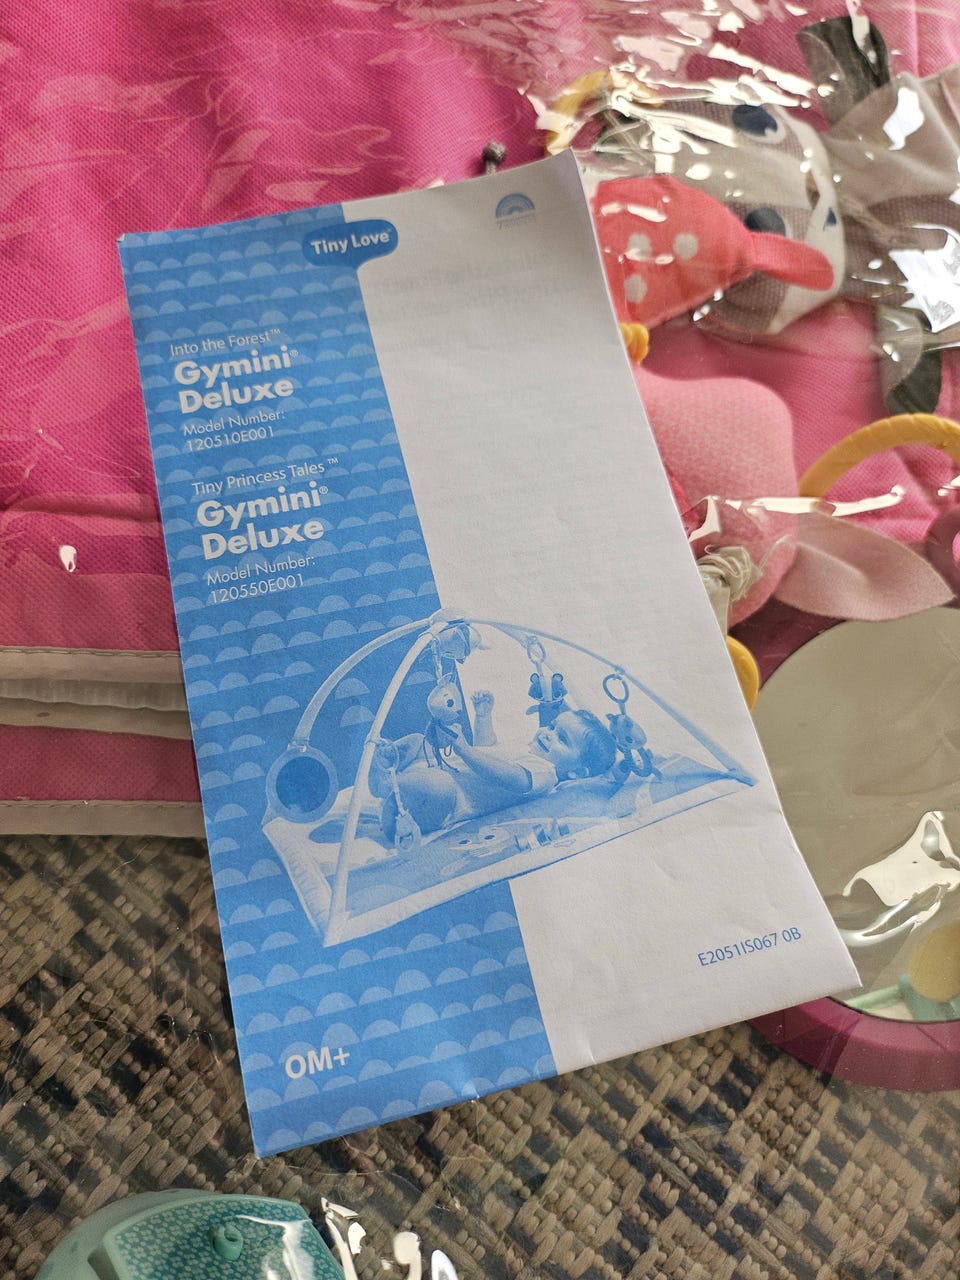 Tiny Love®
Into the Forest™
Gymini®
Deluxe
Model Number:
120510E001
Tiny Princess Tales™
Gymini®
Deluxe
Model Number:
120550E001
E2051IS067 0B
0M+